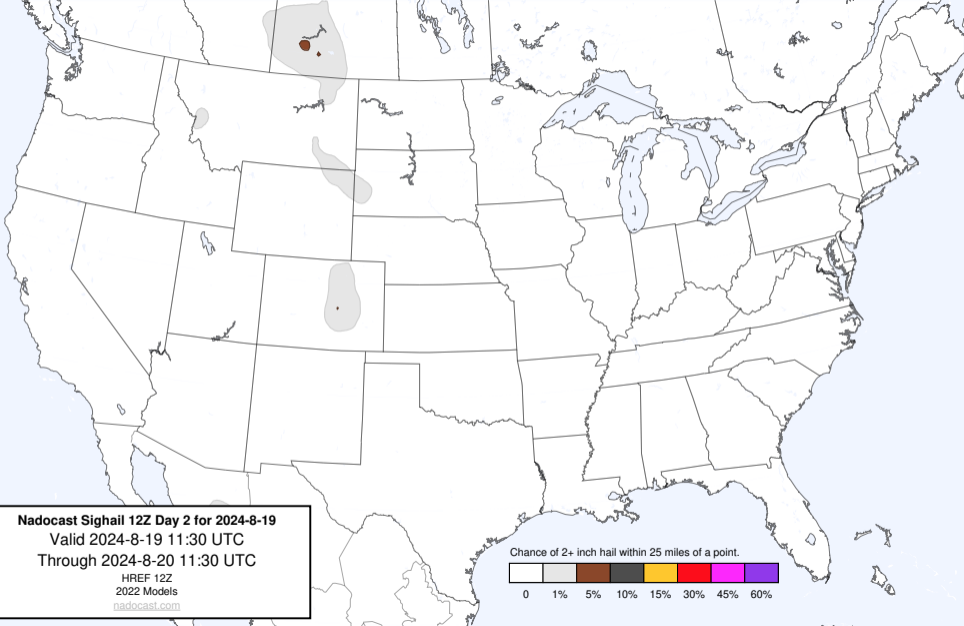 Nadocast Sighail 12Z Day 2 for 2024-8-19
Valid 2024-8-19 11:30 UTC
Through 2024-8-20 11:30 UTC
HREF 12Z
2022 Models
nadocast.com
Chance of 2+ inch hail within 25 miles of a point.
0 1% 5% 10% 15% 30% 45% 60%